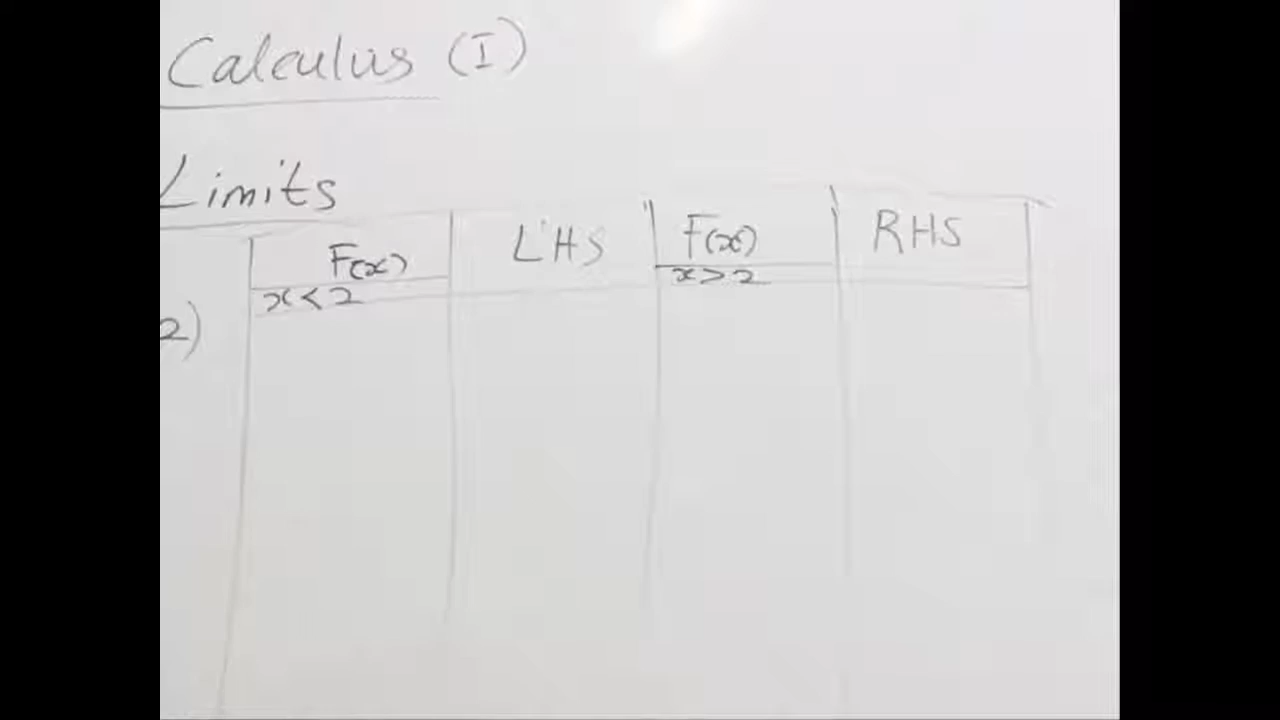 Calculus (I)
Limits
F(x) LHS F(x) RHS
x < 2 x > 2
2)